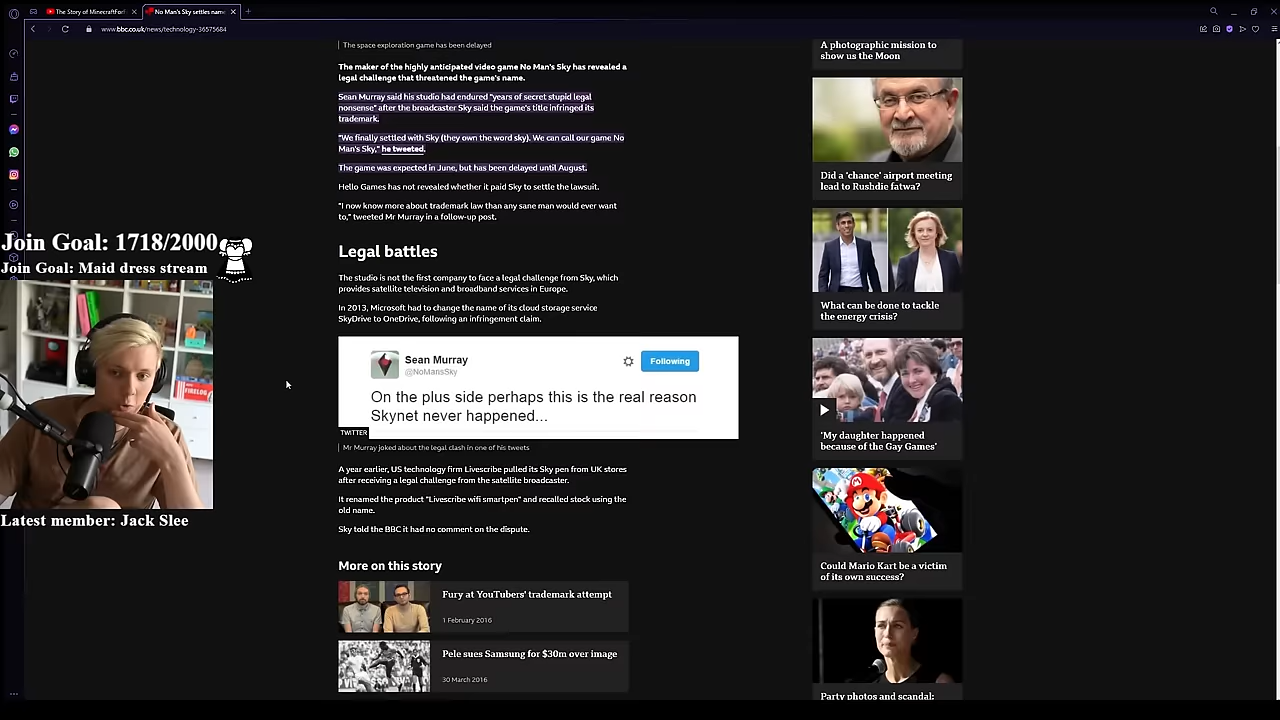 The Story of MinecraftFor
No Man's Sky settles name
www.bbc.co.uk/news/technology-36575684
The space exploration game has been delayed
The maker of the highly anticipated video game No Man's Sky has revealed a
legal challenge that threatened the game's name.
Sean Murray said his studio had endured "years of secret stupid legal
nonsense" after the broadcaster Sky said the game's title infringed its
trademark.
"We finally settled with Sky (they own the word sky). We can call our game No
Man's Sky," he tweeted.
The game was expected in June, but has been delayed until August.
Hello Games has not revealed whether it paid Sky to settle the lawsuit.
"I now know more about trademark law than any sane man would ever want
to," tweeted Mr Murray in a follow-up post.
Legal battles
The studio is not the first company to face a legal challenge from Sky, which
provides satellite television and broadband services in Europe.
In 2013, Microsoft had to change the name of its cloud storage service
SkyDrive to OneDrive, following an infringement claim.
Sean Murray
@NoMansSky
Following
On the plus side perhaps this is the real reason
Skynet never happened...
TWITTER
Mr Murray joked about the legal clash in one of his tweets
A year earlier, US technology firm Livescribe pulled its Sky pen from UK stores
after receiving a legal challenge from the satellite broadcaster.
It renamed the product "Livescribe wifi smartpen" and recalled stock using the
old name.
Sky told the BBC it had no comment on the dispute.
More on this story
Fury at YouTubers' trademark attempt
1 February 2016
Pele sues Samsung for $30m over image
30 March 2016
A photographic mission to
show us the Moon
Did a 'chance' airport meeting
lead to Rushdie fatwa?
What can be done to tackle
the energy crisis?
'My daughter happened
because of the Gay Games'
Could Mario Kart be a victim
of its own success?
Party photos and scandal:
Join Goal: 1718/2000
Join Goal: Maid dress stream
Latest member: Jack Slee